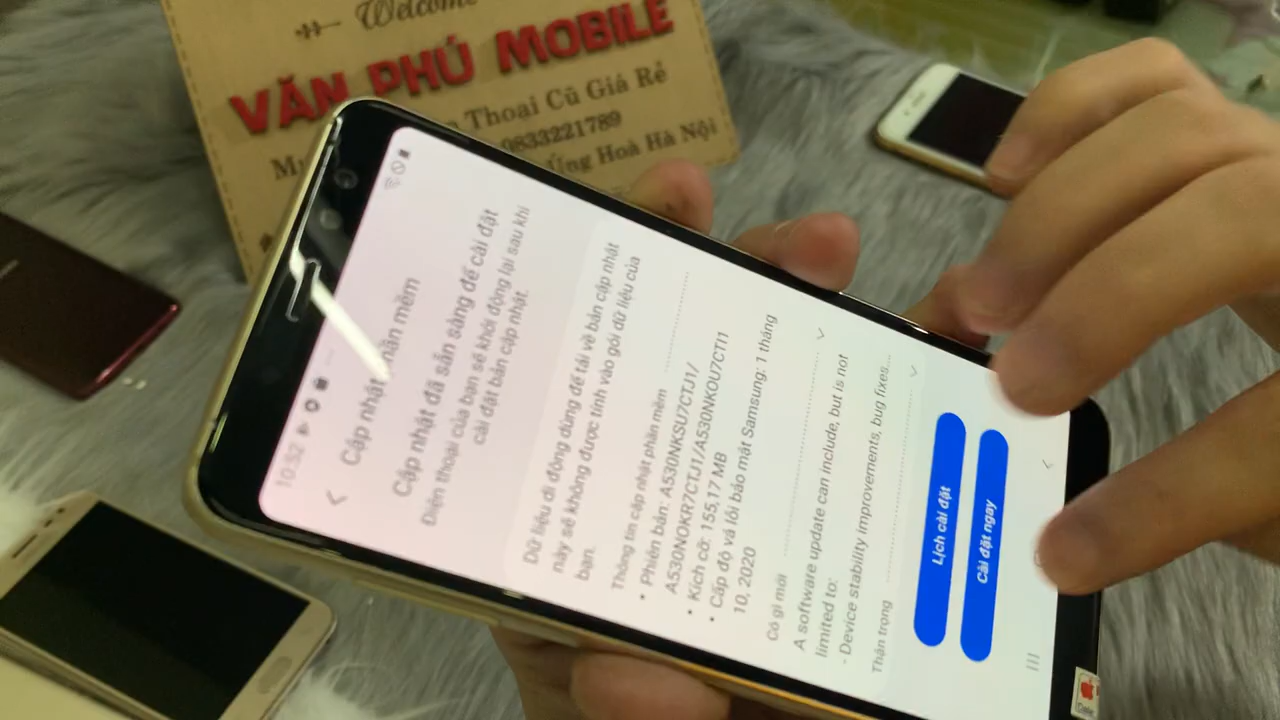 Welcome
VĂN PHÚ MOBILE
Thoại Cũ Giá Rẻ
0833221789
Ứng Hoà Hà Nội
10:52
Cập nhật phần mềm
Cập nhật đã sẵn sàng để cài đặt
Điện thoại của bạn sẽ khởi động lại sau khi
cài đặt bản cập nhật.
Dữ liệu di động dùng để tải về bản cập nhật
này sẽ không được tính vào gói dữ liệu của
bạn.
Thông tin cập nhật phần mềm
• Phiên bản: A530NKSU7CTJ1/
A530NOKR7CTJ1/A530NKOU7CTI1
• Kích cỡ: 155,17 MB
• Cấp độ vá lỗi bảo mật Samsung: 1 tháng
10, 2020
Có gì mới
A software update can include, but is not
limited to:
- Device stability improvements, bug fixes...
Thận trọng
Lịch cài đặt
Cài đặt ngay